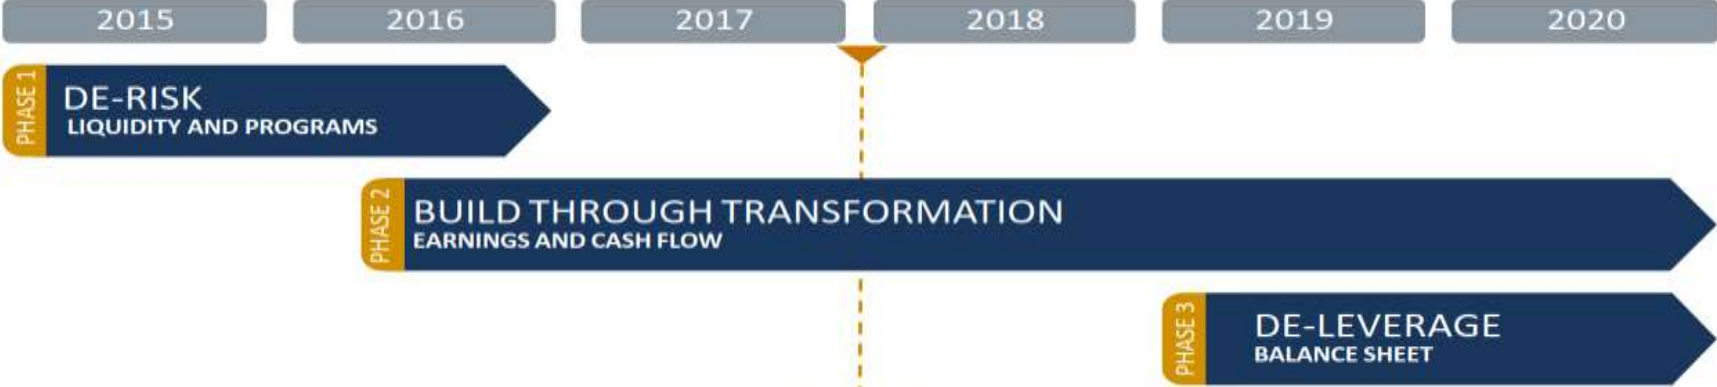 2015 2016 2017 2018 2019 2020
PHASE 1
DE-RISK
LIQUIDITY AND PROGRAMS
PHASE 2
BUILD THROUGH TRANSFORMATION
EARNINGS AND CASH FLOW
PHASE 3
DE-LEVERAGE
BALANCE SHEET